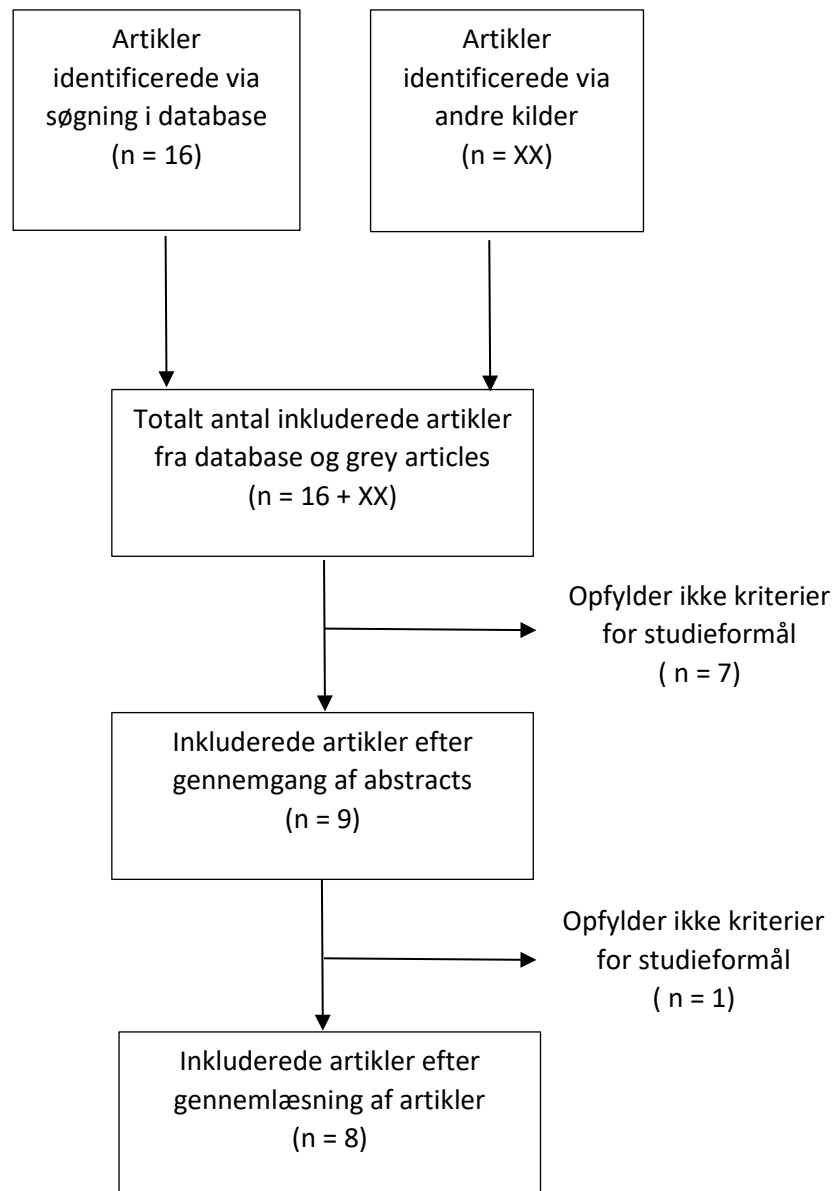 Artikler
identificerede via
søgning i database
(n = 16)
Artikler
identificerede via
andre kilder
(n = XX)
Totalt antal inkluderede artikler
fra database og grey articles
(n = 16 + XX)
Opfylder ikke kriterier
for studieformål
( n = 7)
Inkluderede artikler efter
gennemgang af abstracts
(n = 9)
Opfylder ikke kriterier
for studieformål
( n = 1)
Inkluderede artikler efter
gennemlæsning af artikler
(n = 8)